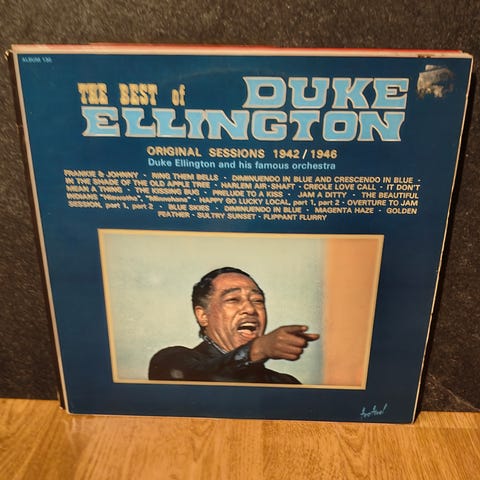 ALBUM 130
THE BEST of DUKE
ELLINGTON
ORIGINAL SESSIONS 1942 / 1946
Duke Ellington and his famous orchestra
FRANKIE & JOHNNY - RING THEM BELLS - DIMINUENDO IN BLUE AND CRESCENDO IN BLUE -
IN THE SHADE OF THE OLD APPLE TREE - HARLEM AIR-SHAFT - CREOLE LOVE CALL - IT DON'T
MEAN A THING - THE KISSING BUG - PRELUDE TO A KISS - JAM A DITTY - THE BEAUTIFUL
INDIANS "Hiawatha", "Minnehaha" - HAPPY GO LUCKY LOCAL, part 1, part 2 - OVERTURE TO JAM
SESSION, part 1, part 2 - BLUE SKIES - DIMINUENDO IN BLUE - MAGENTA HAZE - GOLDEN
FEATHER - SULTRY SUNSET - FLIPPANT FLURRY